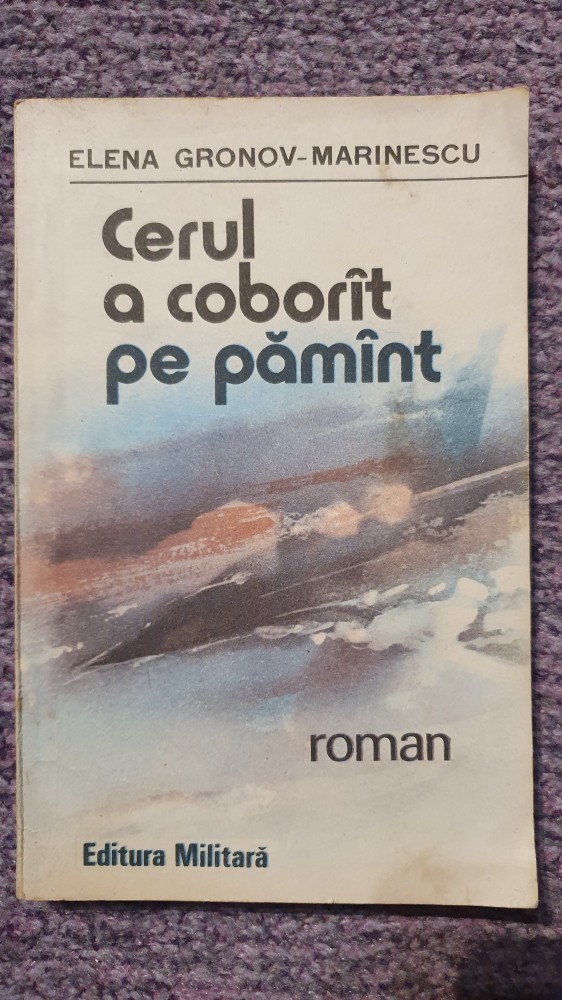 ELENA GRONOV-MARINESCU
Cerul
a coborît
pe pămînt
roman
Editura Militară